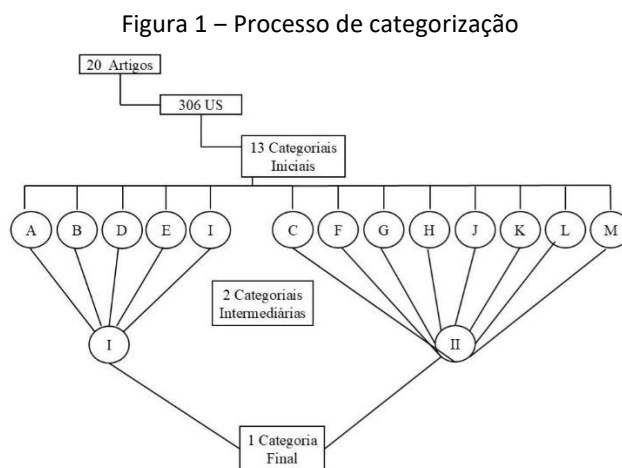 Figura 1 – Processo de categorização
20 Artigos
306 US
13 Categoriais
Iniciais
A B D E I C F G H J K L M
2 Categoriais
Intermediárias
I II
1 Categoria
Final